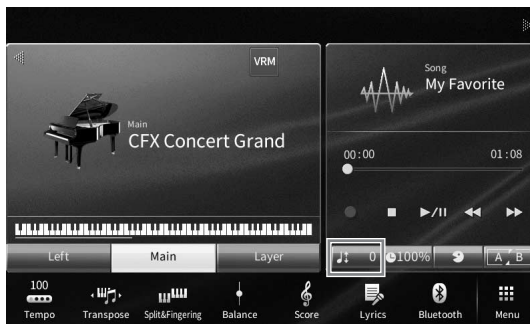 VRM
Main
CFX Concert Grand
Song
My Favorite
00:00 01:08
Left Main Layer
0 100% A B
100
Tempo Transpose Split&Fingering Balance Score Lyrics Bluetooth Menu